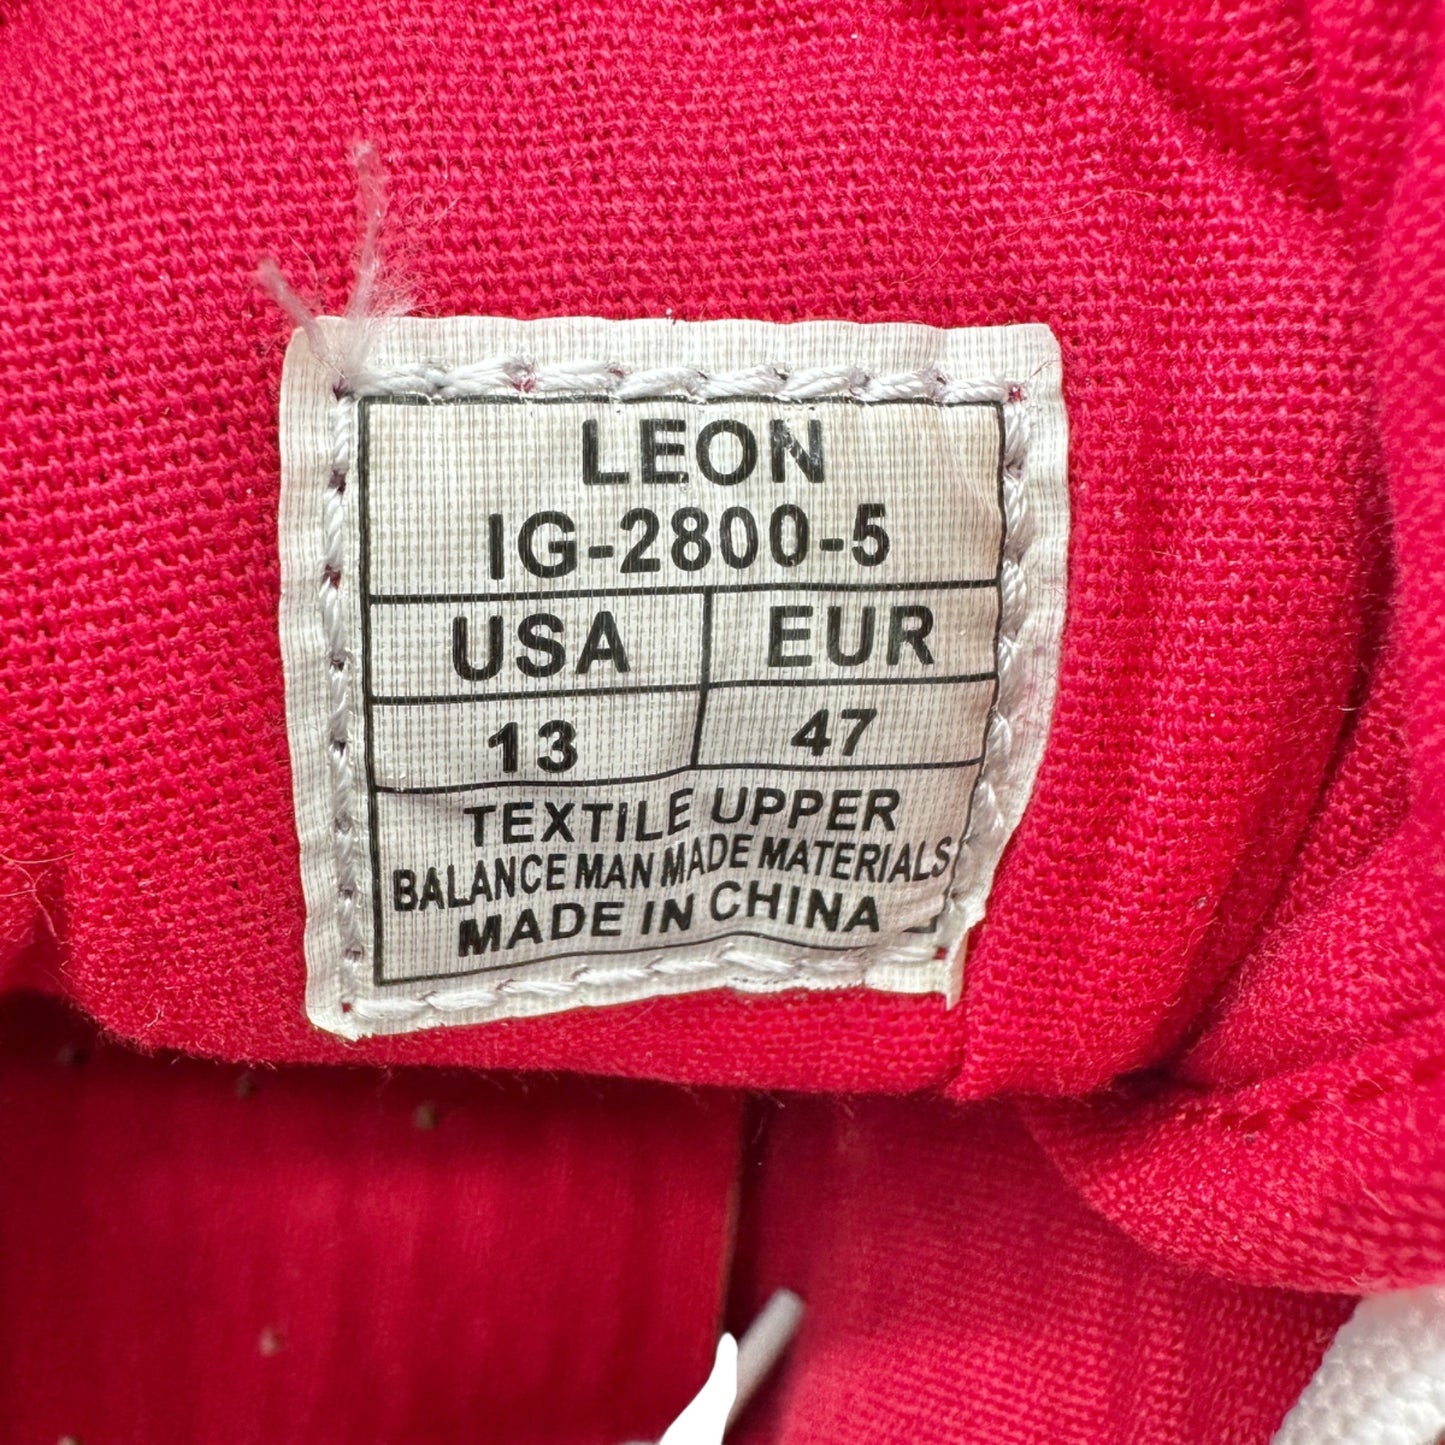 LEON
IG-2800-5
USA EUR
13 47
TEXTILE UPPER
BALANCE MAN MADE MATERIALS
MADE IN CHINA